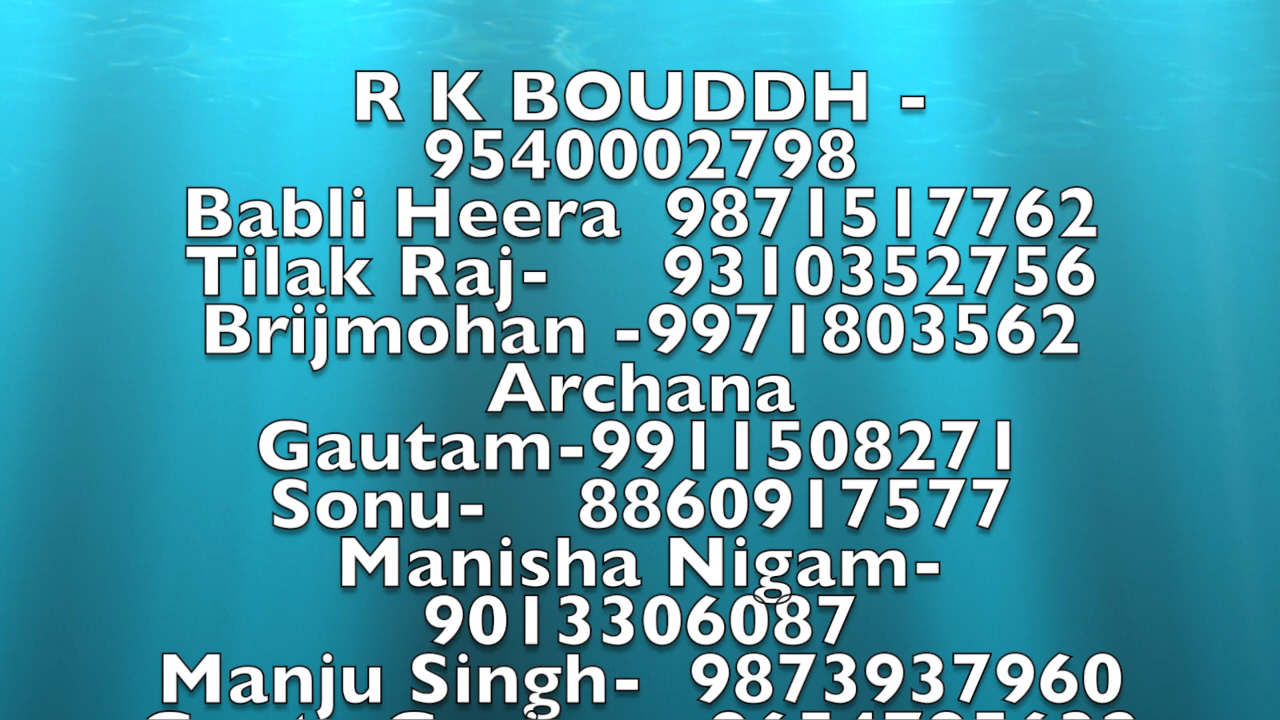 R K BOUDDH -
9540002798
Babli Heera 9871517762
Tilak Raj- 9310352756
Brijmohan -9971803562
Archana
Gautam-9911508271
Sonu- 8860917577
Manisha Nigam-
9013306087
Manju Singh- 9873937960